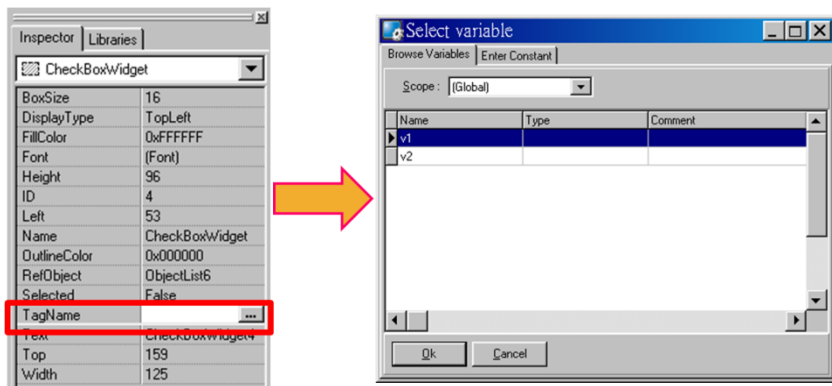 Inspector Libraries
CheckBoxWidget
BoxSize 16
DisplayType TopLeft
FillColor 0xFFFFFF
Font (Font)
Height 96
ID 4
Left 53
Name CheckBoxWidget
OutlineColor 0x000000
RefObject ObjectList6
Selected False
TagName ...
Text CheckBoxWidget4
Top 159
Width 125
Select variable
Browse Variables Enter Constant
Scope : (Global)
Name Type Comment
v1
v2
Ok Cancel